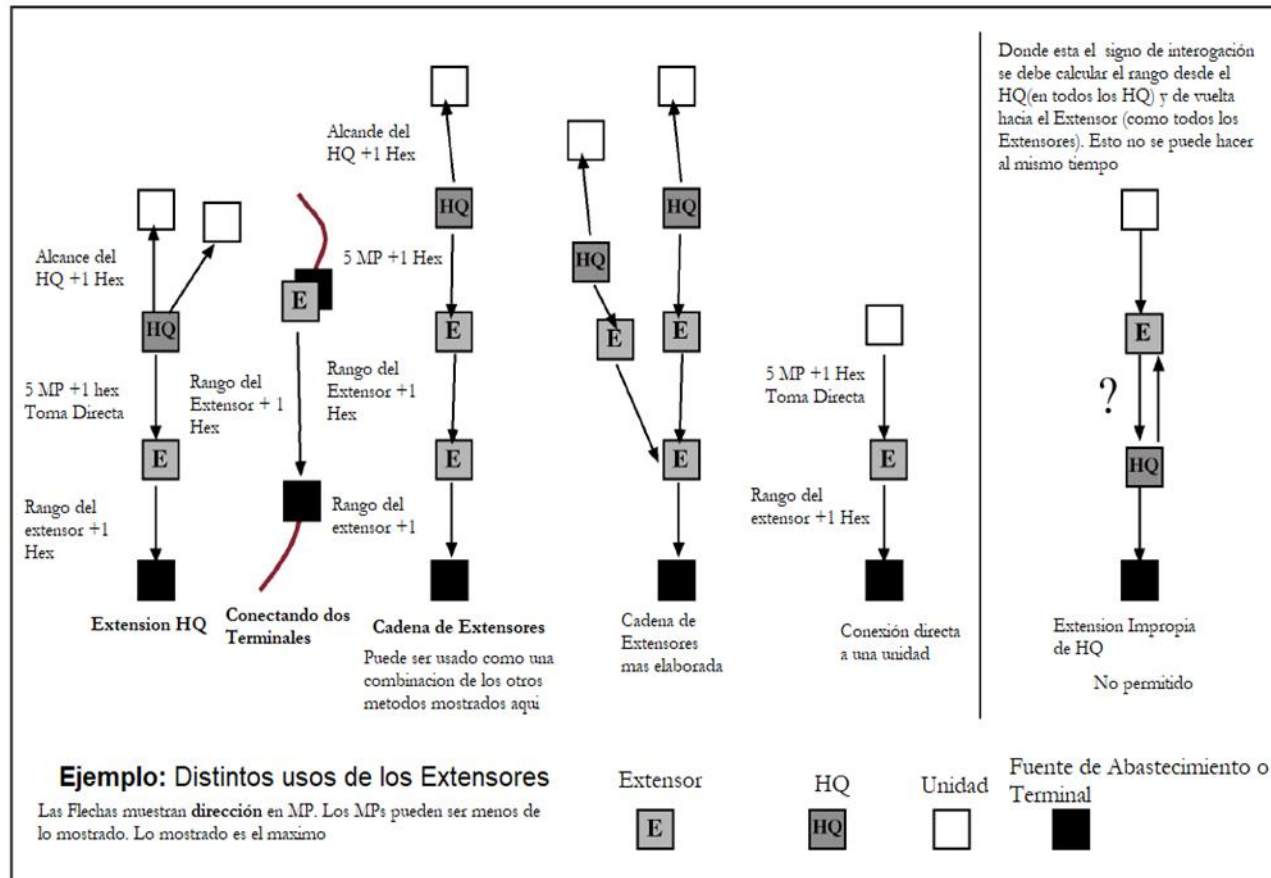 Donde esta el signo de interogación
se debe calcular el rango desde el
HQ(en todos los HQ) y de vuelta
hacia el Extensor (como todos los
Extensores). Esto no se puede hacer
al mismo tiempo
Alcance del
HQ +1 Hex
HQ
5 MP +1 hex
Toma Directa
E
Rango del
extensor +1
Hex
Extension HQ
E
Rango del
Extensor + 1
Hex
Conectando dos
Terminales
Alcande del
HQ +1 Hex
HQ
5 MP +1 Hex
E
Rango del
Extensor +1
Hex
E
Rango del
extensor +1
Cadena de Extensores
Puede ser usado como una
combinacion de los otros
metodos mostrados aqui
HQ
HQ
E
E
E
Cadena de
Extensores
mas elaborada
5 MP +1 Hex
Toma Directa
E
Rango del
extensor +1 Hex
Conexión directa
a una unidad
E
?
HQ
Extension Impropia
de HQ
No permitido
Ejemplo: Distintos usos de los Extensores
Las Flechas muestran dirección en MP. Los MPs pueden ser menos de
lo mostrado. Lo mostrado es el maximo
Extensor
E
HQ
HQ
Unidad
Fuente de Abastecimiento o
Terminal